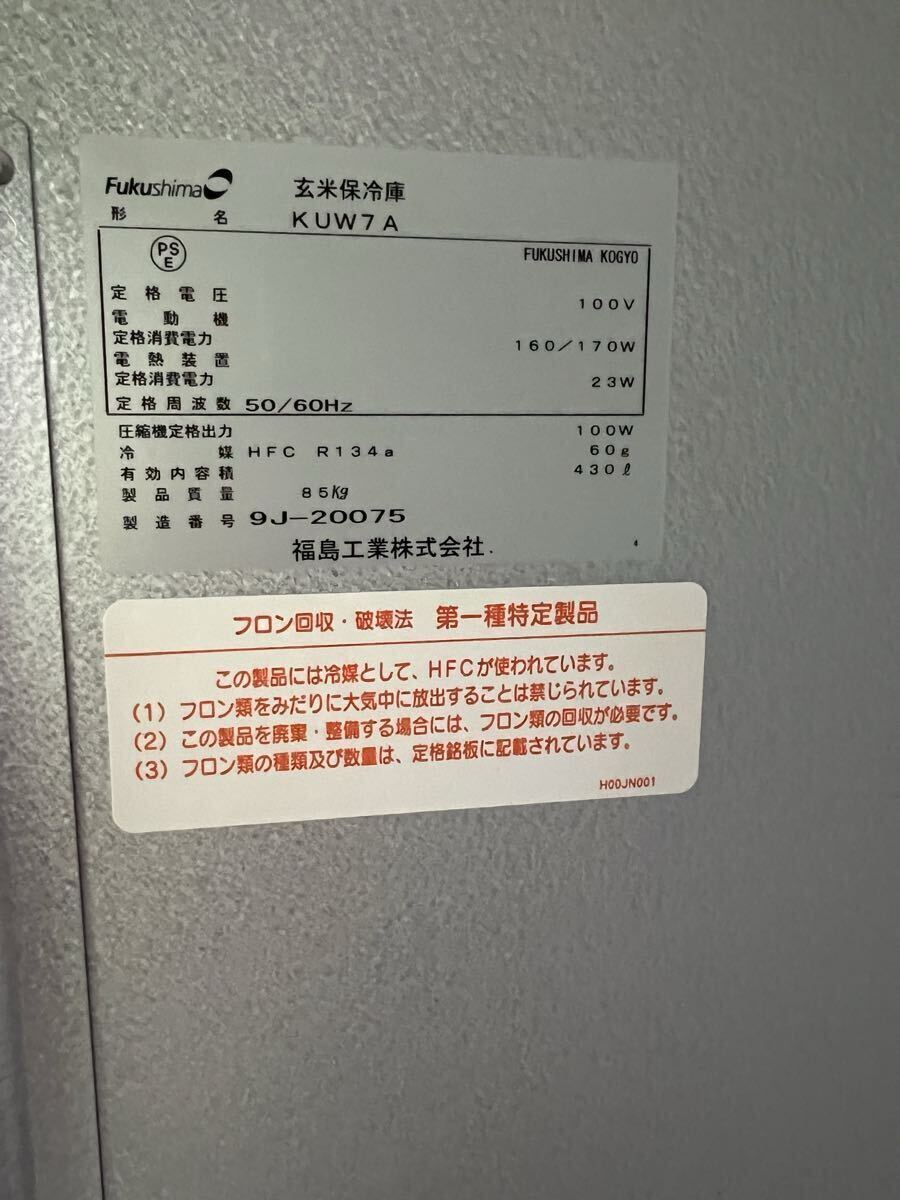 Fukushima
玄米保冷庫
形名 KUW7A
PS E
FUKUSHIMA KOGYO
定格電圧 100V
電動機
定格消費電力 160/170W
電熱装置
定格消費電力 23W
定格周波数 50/60Hz
圧縮機定格出力 100W
冷媒 HFC R134a 60g
有効内容積 430ℓ
製品質量 85kg
製造番号 9J-20075
福島工業株式会社.
4
フロン回収・破壊法 第一種特定製品
この製品には冷媒として、HFCが使われています。
(1) フロン類をみだりに大気中に放出することは禁じられています。
(2) この製品を廃棄・整備する場合には、フロン類の回収が必要です。
(3) フロン類の種類及び数量は、定格銘板に記載されています。
H00JN001